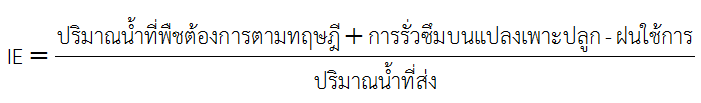 ปริมาณน้ำที่พืชต้องการตามทฤษฎี + การรั่วซึมบนแปลงเพาะปลูก - ฝนใช้การ
IE =
ปริมาณน้ำที่ส่ง